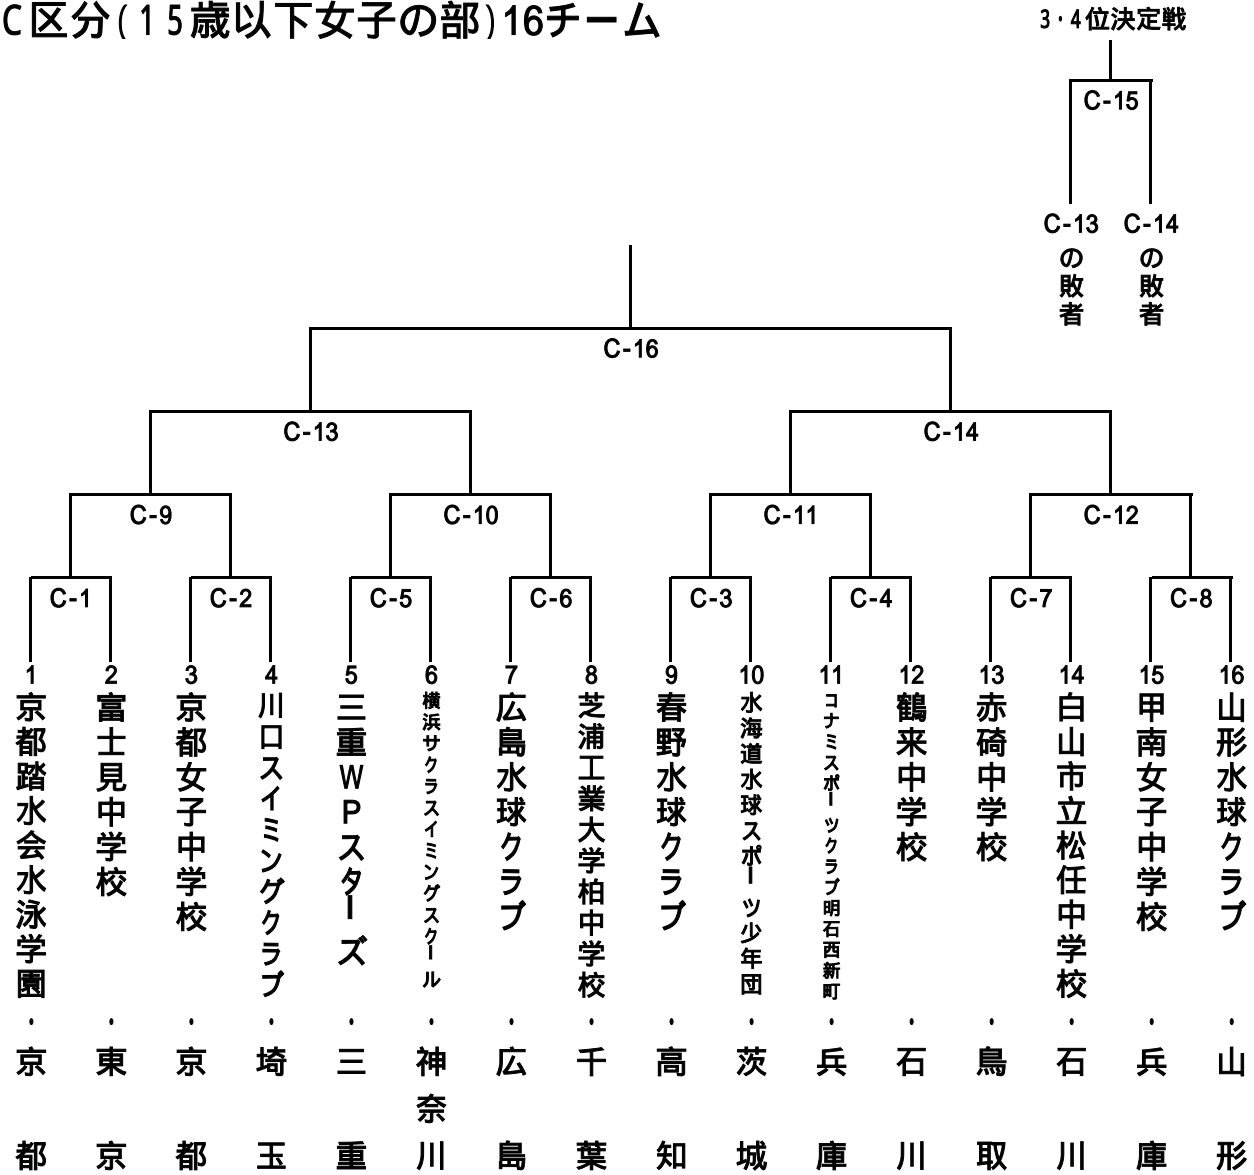 C区分(15歳以下女子の部)16チーム
3・4位決定戦
C-15
C-13の敗者
C-14の敗者
C-16
C-13
C-14
C-9
C-10
C-11
C-12
C-1
C-2
C-5
C-6
C-3
C-4
C-7
C-8
1 京都踏水会水泳学園・京都
2 富士見中学校・東京
3 京都女子中学校・京都
4 川口スイミングクラブ・埼玉
5 三重WPスターズ・三重
6 横浜サクラスイミングスクール・神奈川
7 広島水球クラブ・広島
8 芝浦工業大学柏中学校・千葉
9 春野水球クラブ・高知
10 水海道水球スポーツ少年団・茨城
11 コナミスポーツクラブ明石西新町・兵庫
12 鶴来中学校・石川
13 赤碕中学校・鳥取
14 白山市立松任中学校・石川
15 甲南女子中学校・兵庫
16 山形水球クラブ・山形